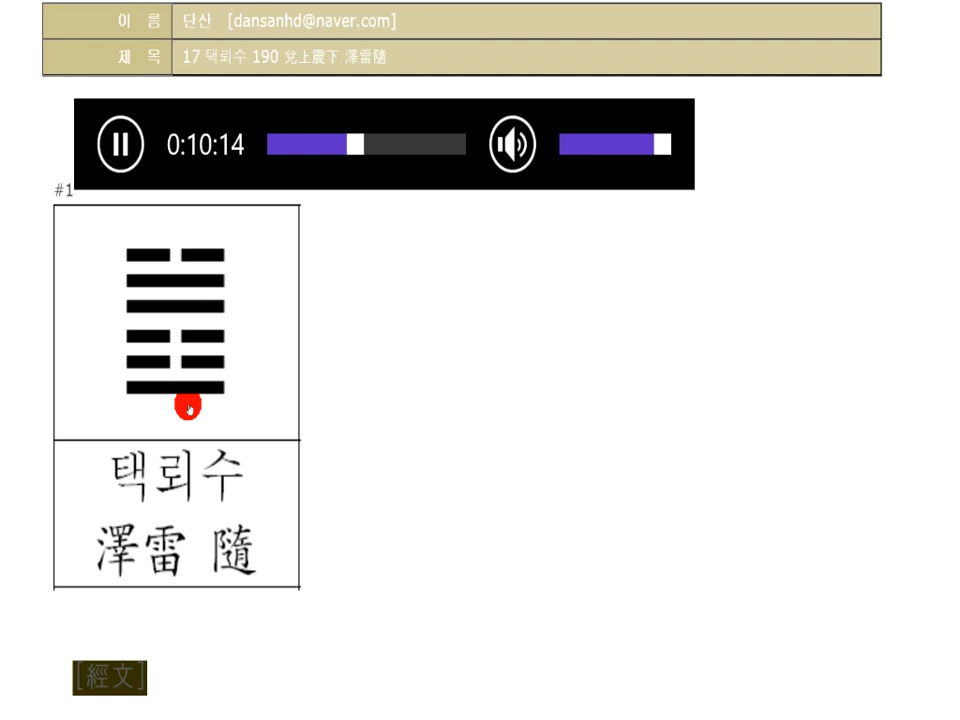 이 름 단산 [dansanhd@naver.com]
제 목 17 택뢰수 190 兌上震下 澤雷隨
0:10:14
#1
택뢰수
澤雷 隨
[經文]